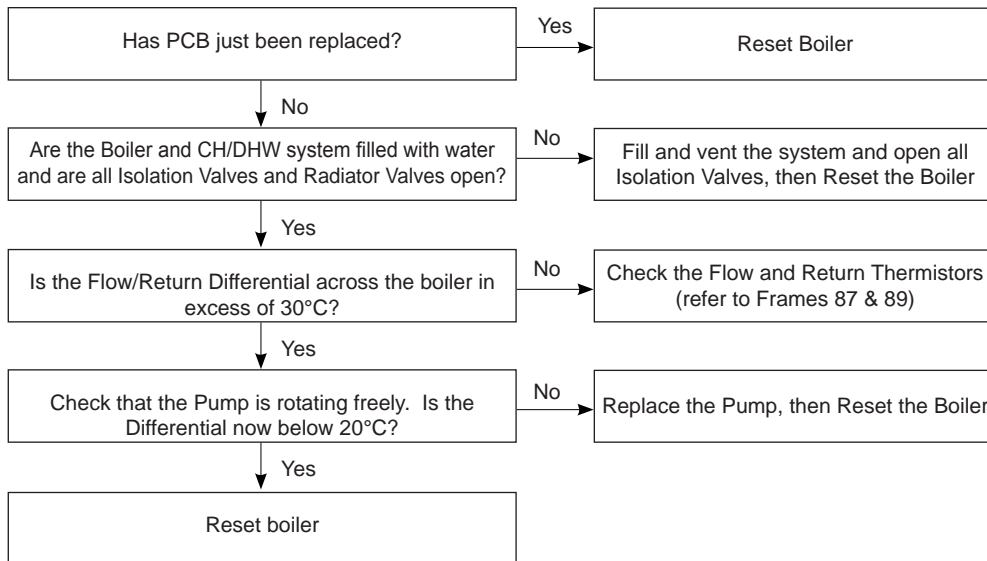 Has PCB just been replaced?
Yes
Reset Boiler
No
Are the Boiler and CH/DHW system filled with water
and are all Isolation Valves and Radiator Valves open?
No
Fill and vent the system and open all
Isolation Valves, then Reset the Boiler
Yes
Is the Flow/Return Differential across the boiler in
excess of 30°C?
No
Check the Flow and Return Thermistors
(refer to Frames 87 & 89)
Yes
Check that the Pump is rotating freely.  Is the
Differential now below 20°C?
No
Replace the Pump, then Reset the Boiler
Yes
Reset boiler